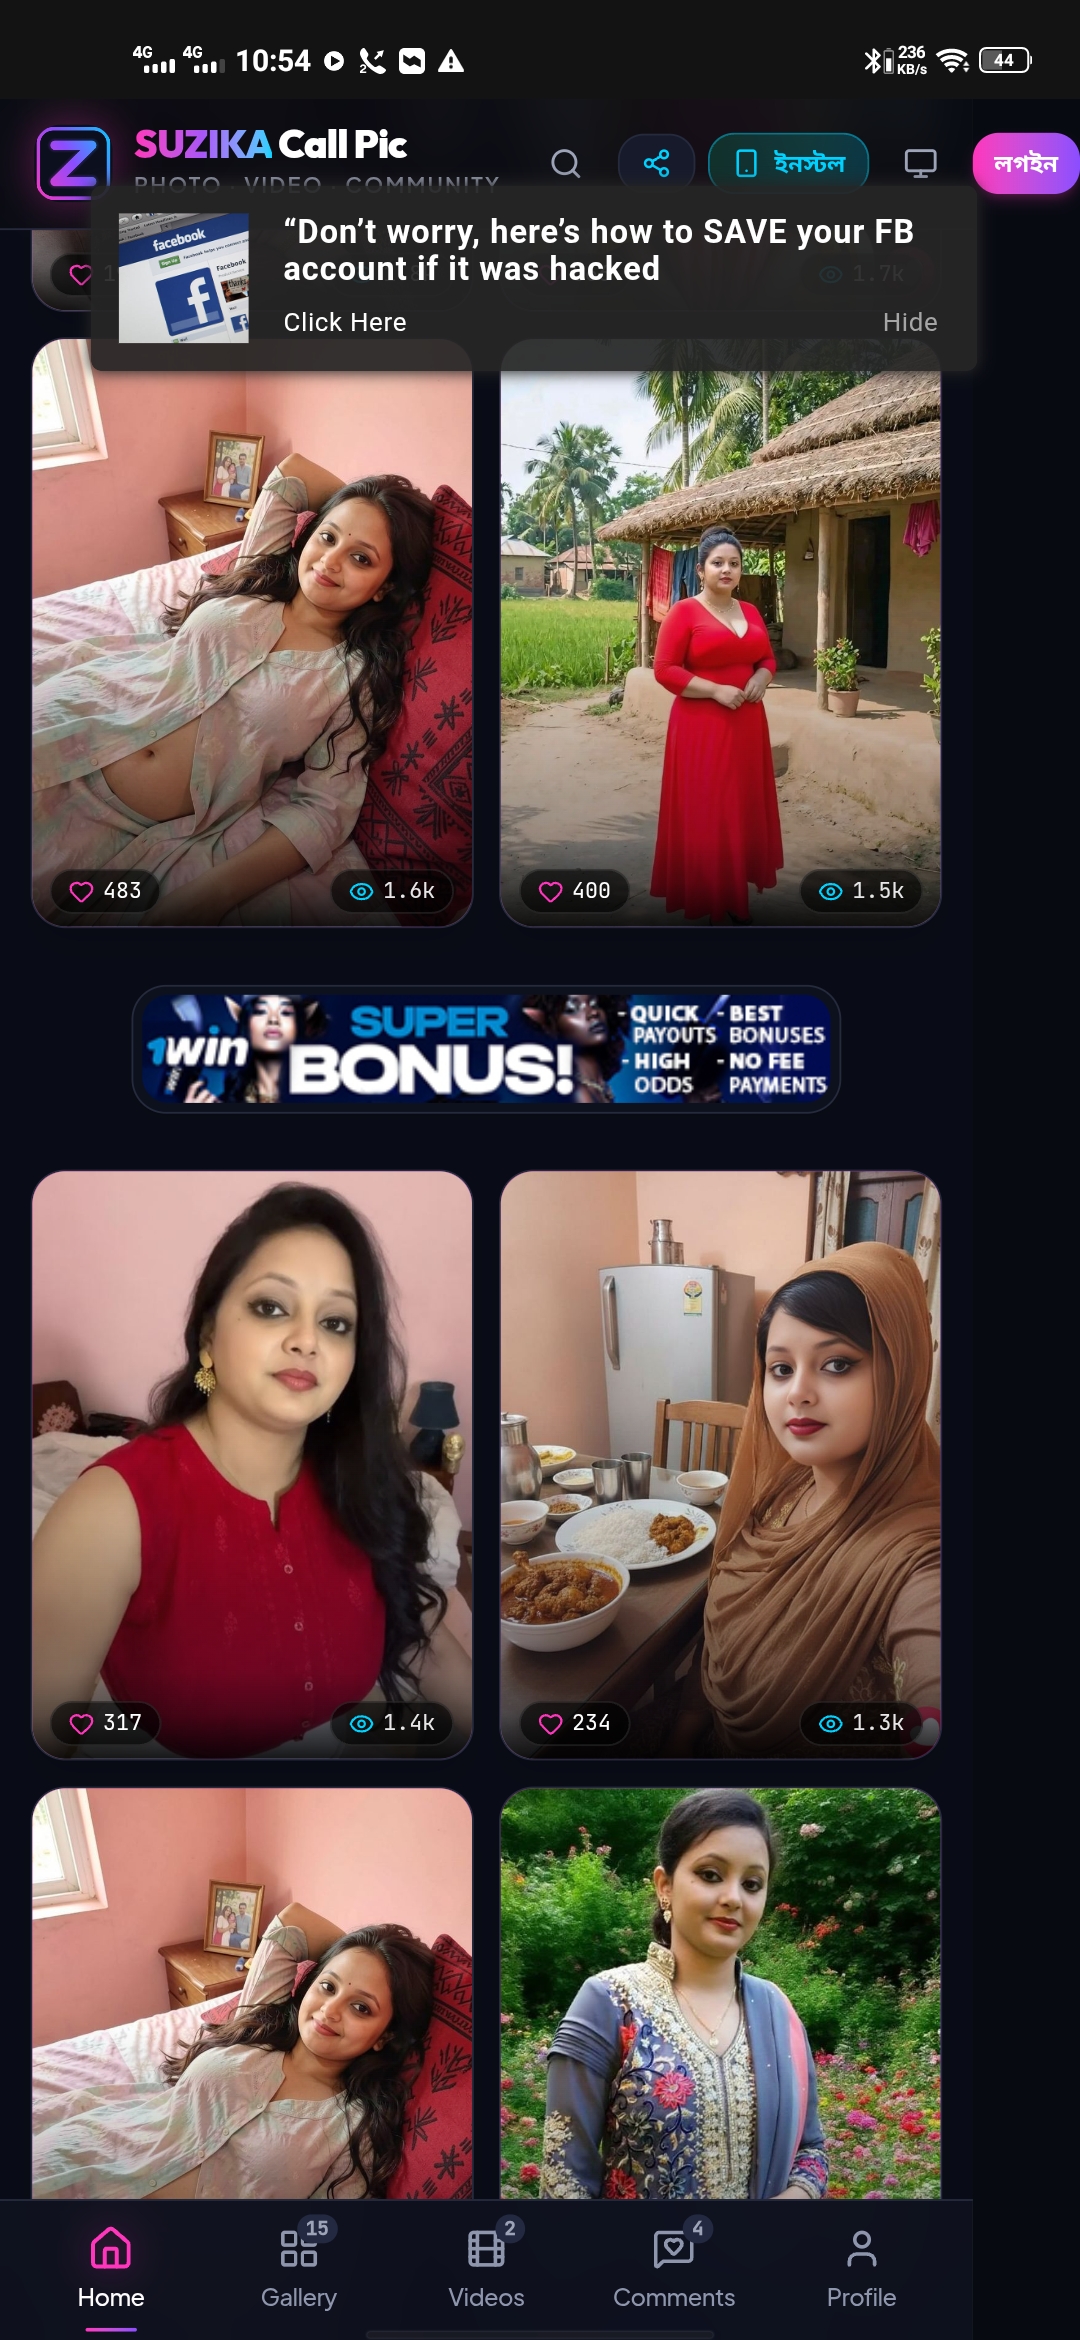 4G 4G 10:54 236 KB/s 44
SUZIKA Call Pic
PHOTO · VIDEO · COMMUNITY
ইনস্টল
লগইন
facebook
“Don’t worry, here’s how to SAVE your FB
account if it was hacked
Click Here
Hide
1.7k
483
1.6k
400
1.5k
1win
SUPER
BONUS!
- QUICK PAYOUTS
- BEST BONUSES
- HIGH ODDS
- NO FEE PAYMENTS
317
1.4k
234
1.3k
15
2
4
Home
Gallery
Videos
Comments
Profile